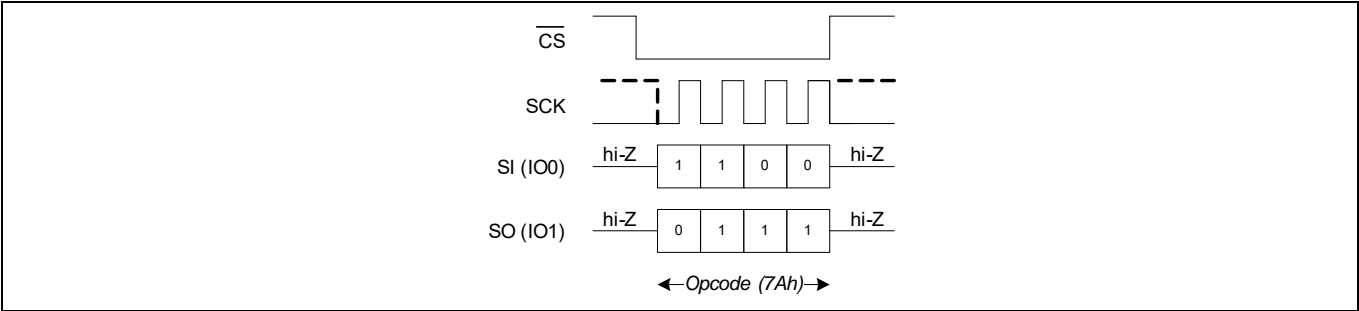 CS
SCK
SI (IO0) hi-Z 1 1 0 0 hi-Z
SO (IO1) hi-Z 0 1 1 1 hi-Z
Opcode (7Ah)